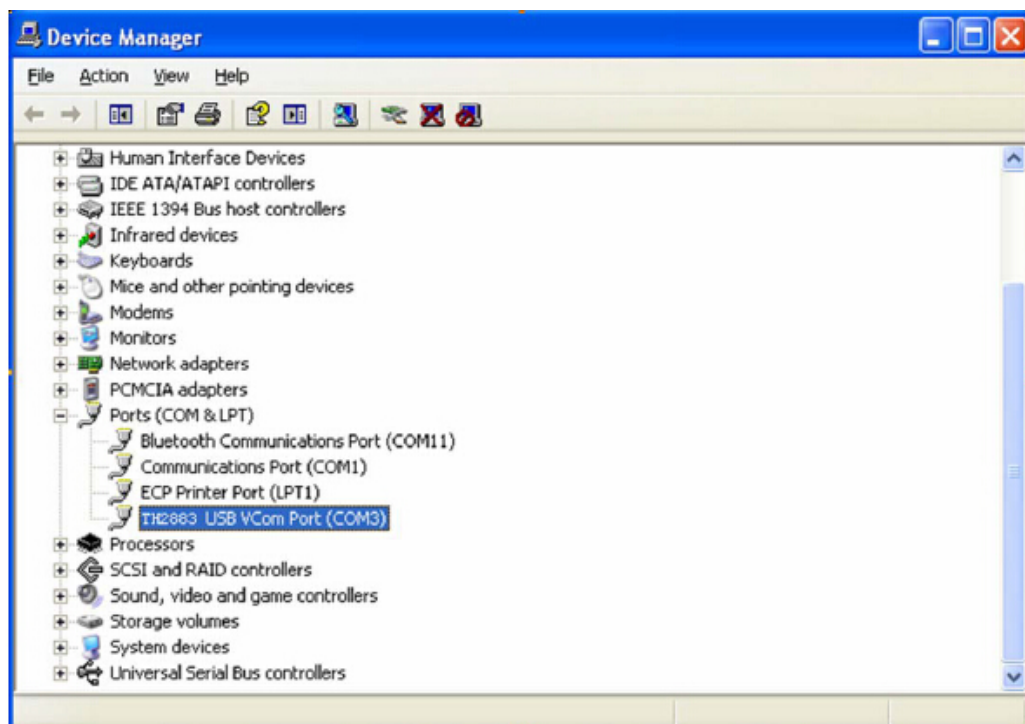 Device Manager
File Action View Help
Human Interface Devices
IDE ATA/ATAPI controllers
IEEE 1394 Bus host controllers
Infrared devices
Keyboards
Mice and other pointing devices
Modems
Monitors
Network adapters
PCMCIA adapters
Ports (COM & LPT)
Bluetooth Communications Port (COM11)
Communications Port (COM1)
ECP Printer Port (LPT1)
TH2883 USB VCom Port (COM3)
Processors
SCSI and RAID controllers
Sound, video and game controllers
Storage volumes
System devices
Universal Serial Bus controllers